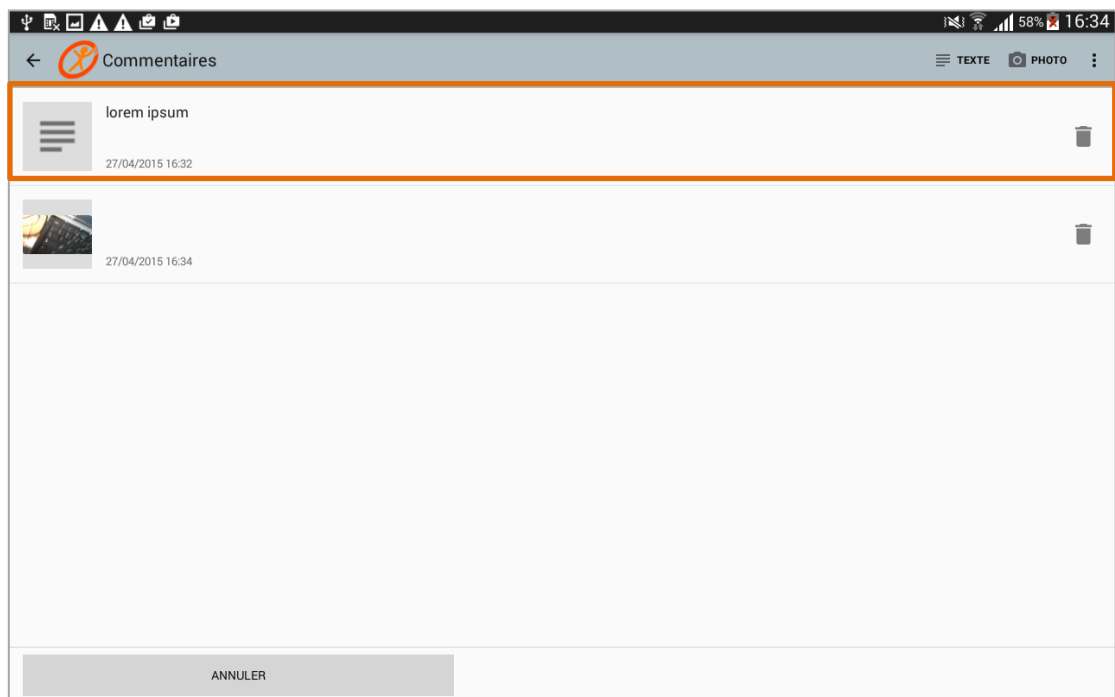 58% 16:34
Commentaires TEXTE PHOTO
lorem ipsum
27/04/2015 16:32
27/04/2015 16:34
ANNULER